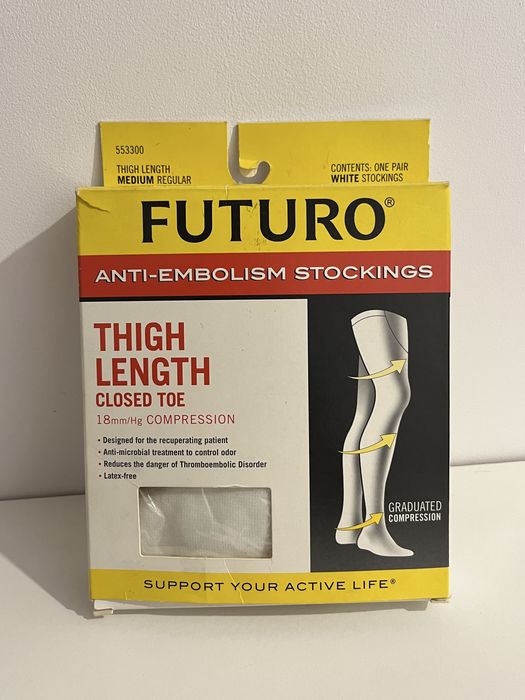 553300
THIGH LENGTH
MEDIUM REGULAR
CONTENTS: ONE PAIR
WHITE STOCKINGS
FUTURO®
ANTI-EMBOLISM STOCKINGS
THIGH
LENGTH
CLOSED TOE
18mm/Hg COMPRESSION
• Designed for the recuperating patient
• Anti-microbial treatment to control odor
• Reduces the danger of Thromboembolic Disorder
• Latex-free
GRADUATED
COMPRESSION
SUPPORT YOUR ACTIVE LIFE®